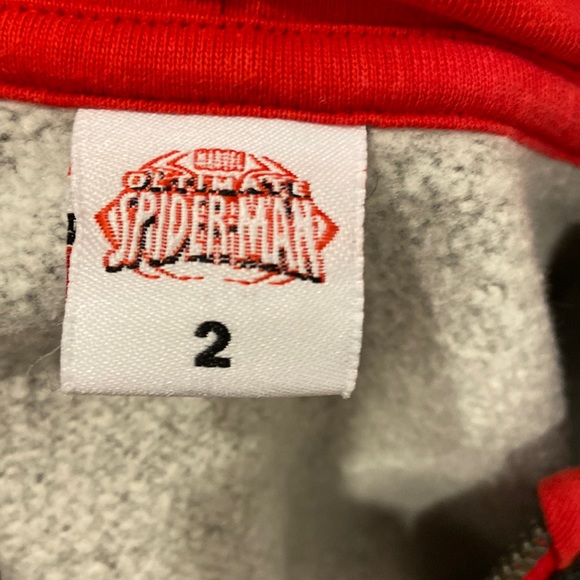 MARVEL
ULTIMATE
SPIDER-MAN
2